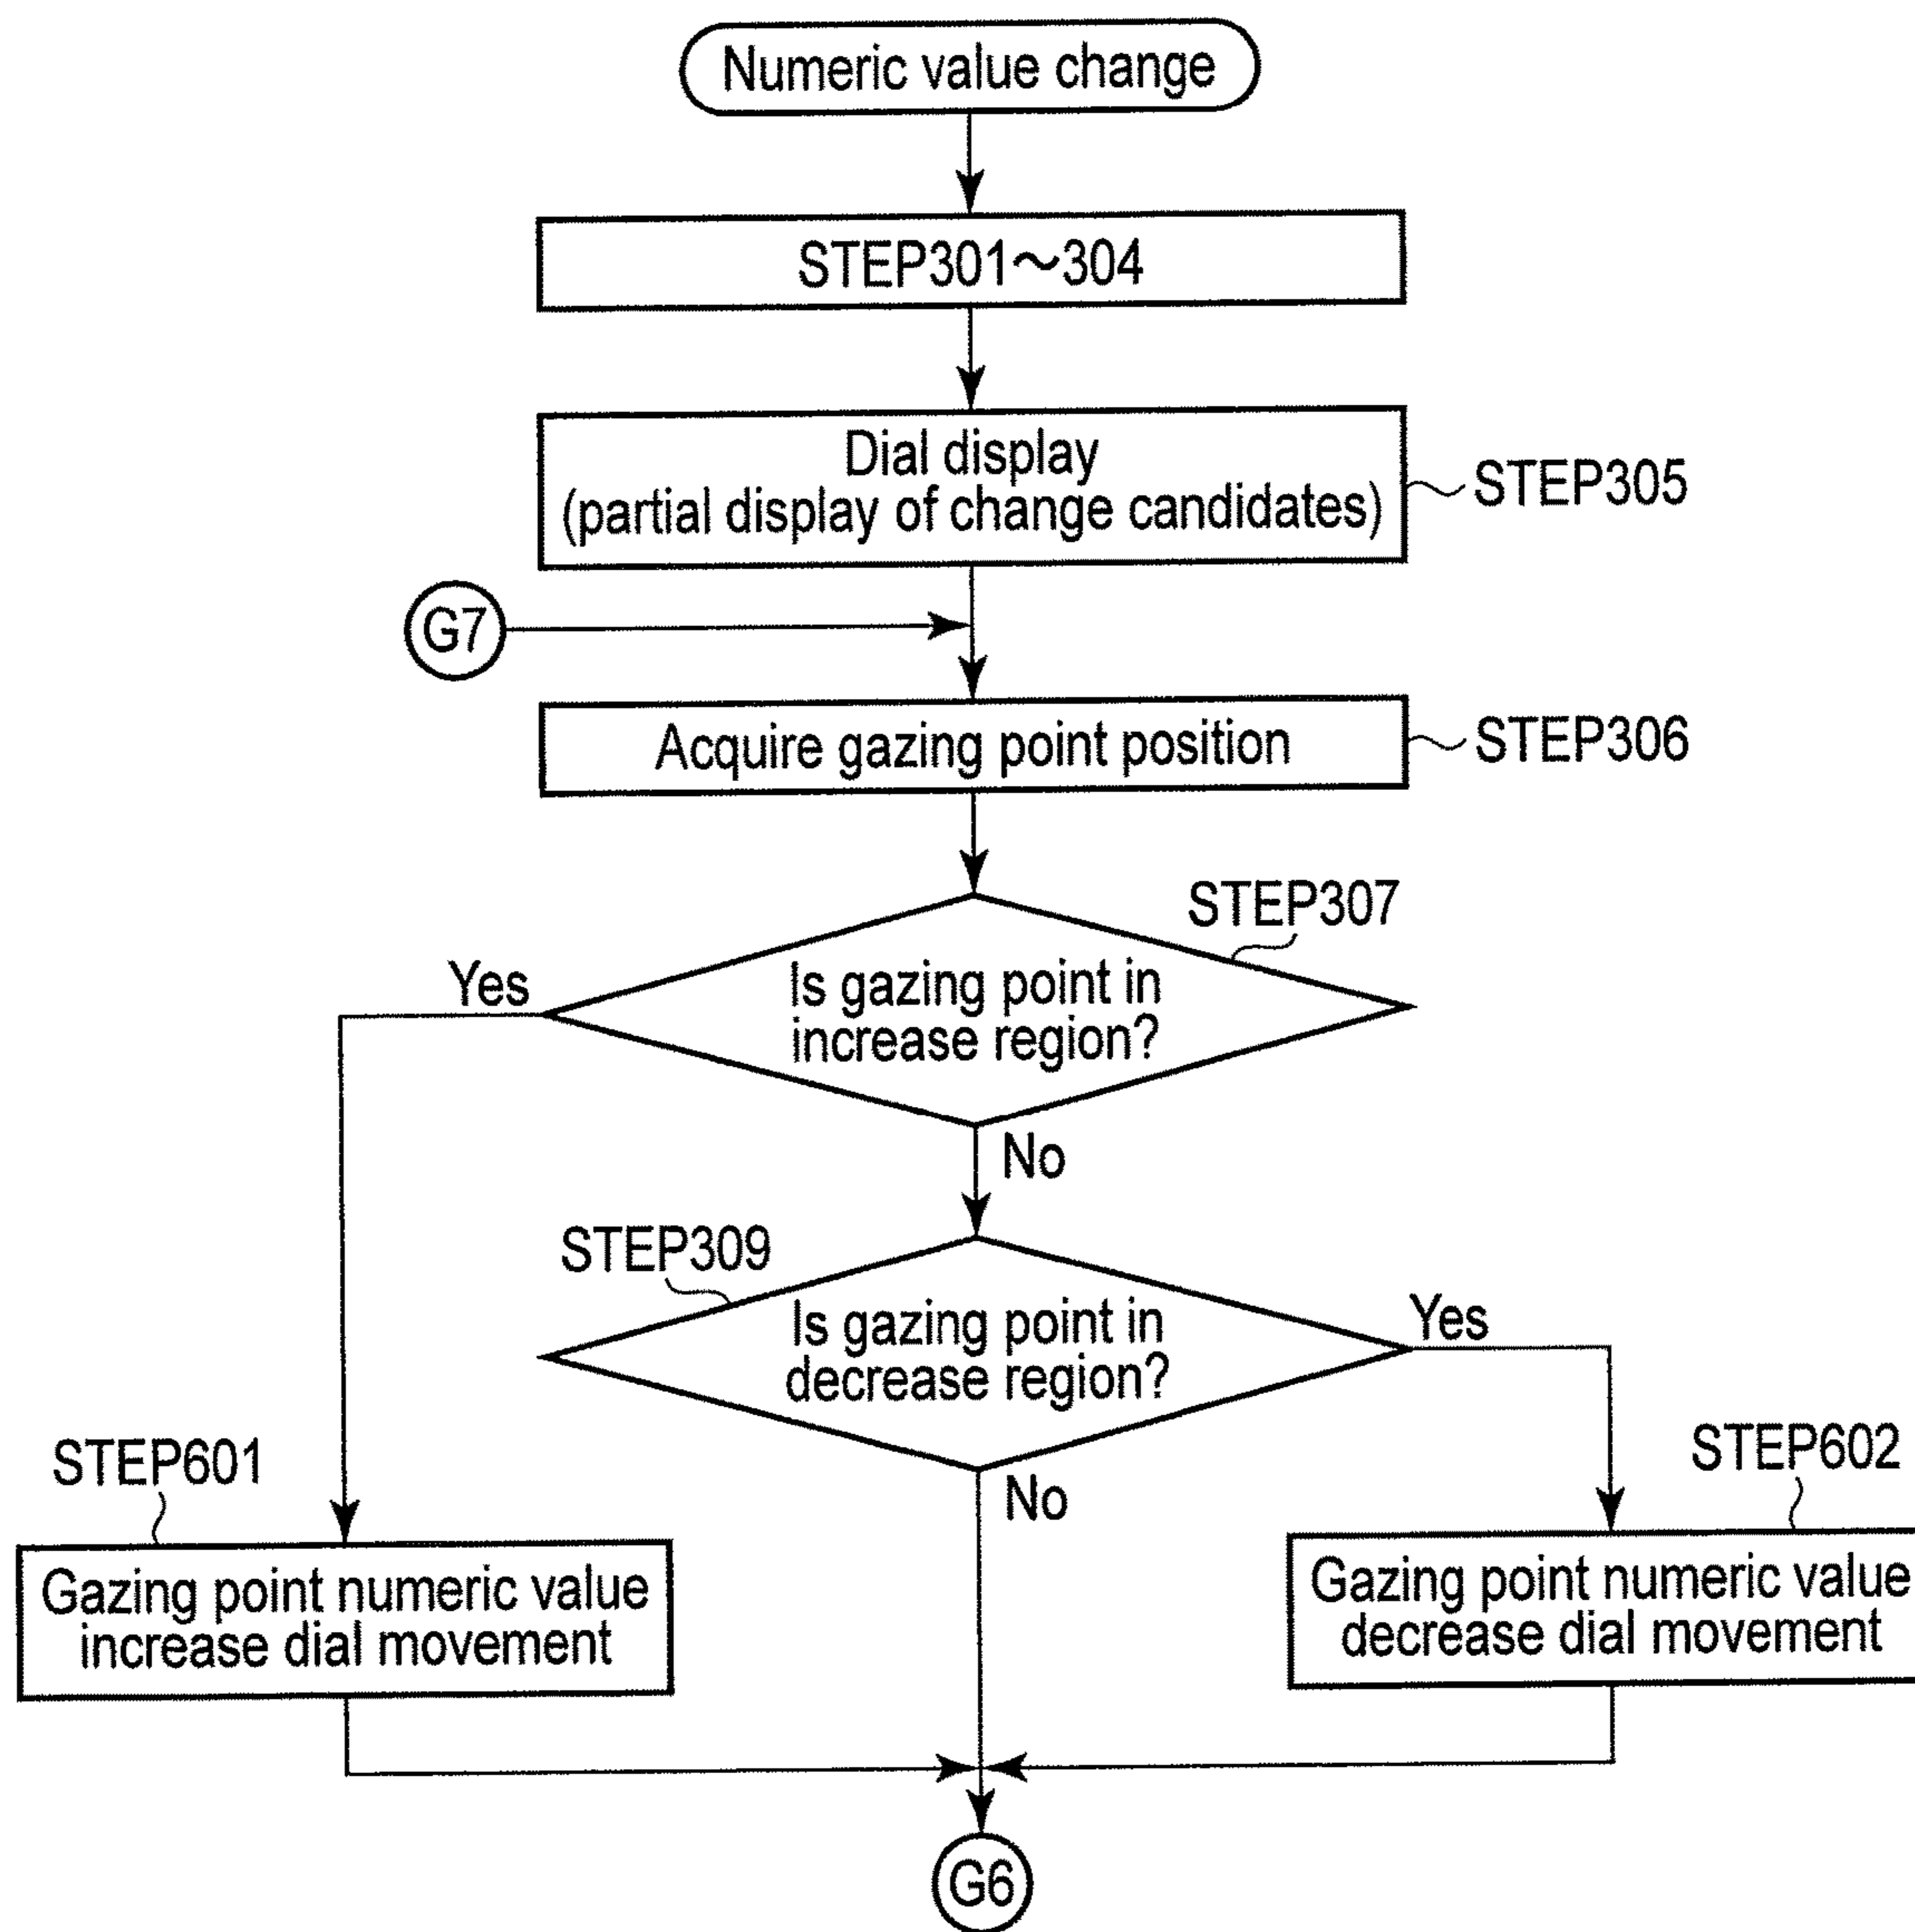 Numeric value change
STEP301～304
Dial display
(partial display of change candidates)
STEP305
G7
Acquire gazing point position
STEP306
STEP307
Yes
Is gazing point in
increase region?
No
STEP309
Is gazing point in
decrease region?
Yes
STEP601
No
STEP602
Gazing point numeric value
increase dial movement
Gazing point numeric value
decrease dial movement
G6